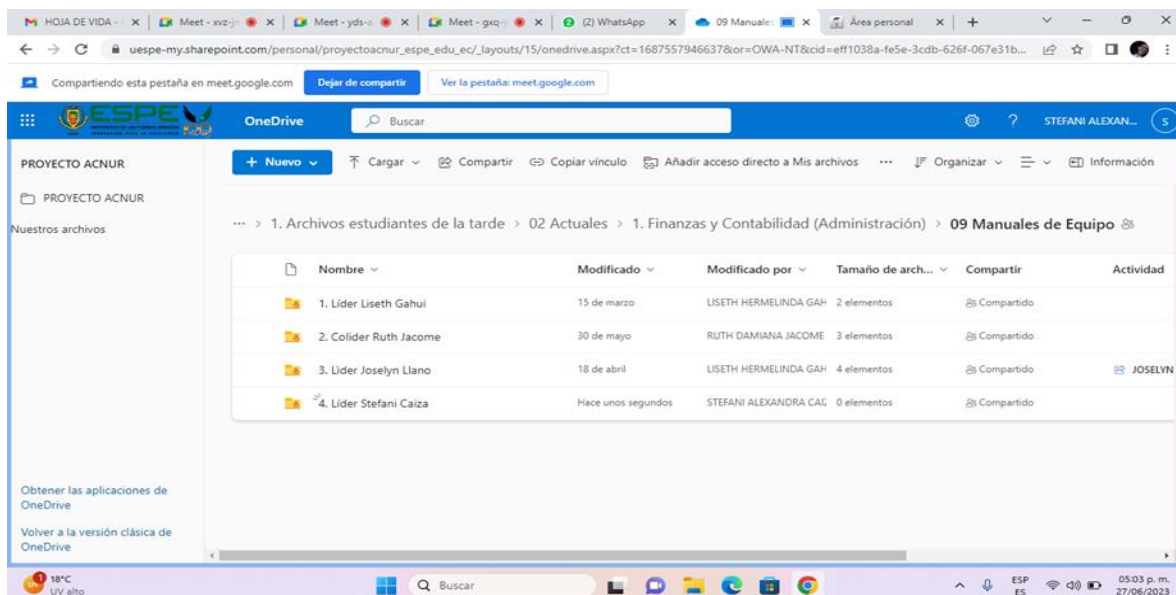 HOJA DE VIDA -
Meet - xvz-j
Meet - yds-a
Meet - gxq-
(2) WhatsApp
09 Manuale
Área personal
uespe-my.sharepoint.com/personal/proyectoacnur_espe_edu_ec/_layouts/15/onedrive.aspx?ct=1687557946637&or=OWA-NT&cid=eff1038a-fe5e-3cdb-626f-067e31b...
Compartiendo esta pestaña en meet.google.com
Dejar de compartir
Ver la pestaña: meet.google.com
ESPE
OneDrive
Buscar
STEFANI ALEXAN...
S
PROYECTO ACNUR
PROYECTO ACNUR
Nuestros archivos
+ Nuevo
Cargar
Compartir
Copiar vínculo
Añadir acceso directo a Mis archivos
...
Organizar
Información
... > 1. Archivos estudiantes de la tarde > 02 Actuales > 1. Finanzas y Contabilidad (Administración) > 09 Manuales de Equipo
Nombre Modificado Modificado por Tamaño de arch... Compartir Actividad
1. Líder Liseth Gahui 15 de marzo LISETH HERMELINDA GAH 2 elementos Compartido
2. Colider Ruth Jacome 30 de mayo RUTH DAMIANA JACOME 3 elementos Compartido
3. Lider Joselyn Llano 18 de abril LISETH HERMELINDA GAH 4 elementos Compartido JOSELYN
4. Líder Stefani Caiza Hace unos segundos STEFANI ALEXANDRA CAI 0 elementos Compartido
Obtener las aplicaciones de
OneDrive
Volver a la versión clásica de
OneDrive
1
18°C
UV alto
Buscar
ESP
ES
05:03 p. m.
27/06/2023